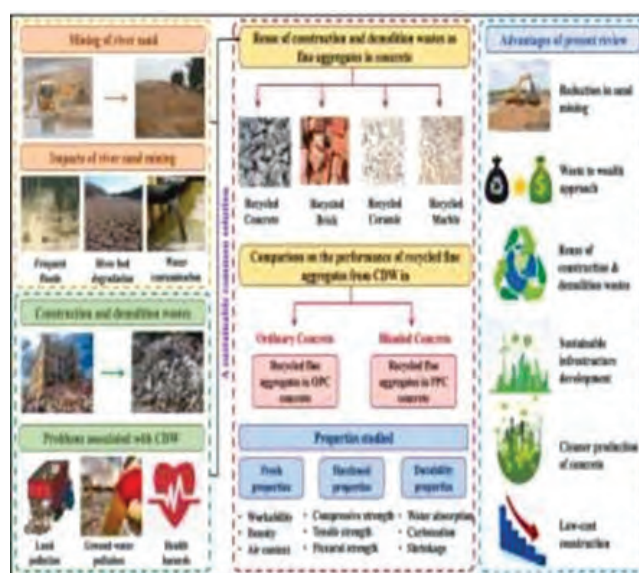 Mining of river sand
Impacts of river sand mining
Frequent
floods
River bed
degradation
Water
contamination
Construction and demolition wastes
Problems associated with CDW
Land
pollution
Ground water
pollution
Health
hazards
A sustainable common solution
Reuse of construction and demolition wastes as
fine aggregates in concrete
Recycled
Concrete
Recycled
Brick
Recycled
Ceramic
Recycled
Marble
Comparison on the performance of recycled fine
aggregates from CDW in
Ordinary Concrete
Blended Concrete
Recycled fine
aggregates in OPC
concrete
Recycled fine
aggregates in PPC
concrete
Properties studied
Fresh
properties
Hardened
properties
Durability
properties
• Workability
• Density
• Air content
• Compressive strength
• Tensile strength
• Flexural strength
• Water absorption
• Carbonation
• Shrinkage
Advantages of present review
Reduction in sand
mining
Waste to wealth
approach
Reuse of
construction &
demolition wastes
Sustainable
infrastructure
development
Cleaner production
of concrete
Low-cost
construction